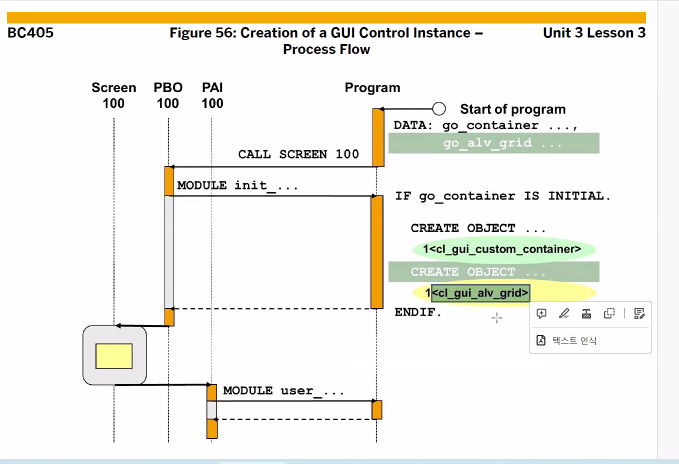 BC405
Figure 56: Creation of a GUI Control Instance –
Process Flow
Unit 3 Lesson 3
Screen
100
PBO
100
PAI
100
Program
Start of program
DATA: go_container ...,
go_alv_grid ...
CALL SCREEN 100
MODULE init_...
IF go_container IS INITIAL.
CREATE OBJECT ...
1<cl_gui_custom_container>
CREATE OBJECT ...
1<cl_gui_alv_grid>
ENDIF.
텍스트 인식
MODULE user_...